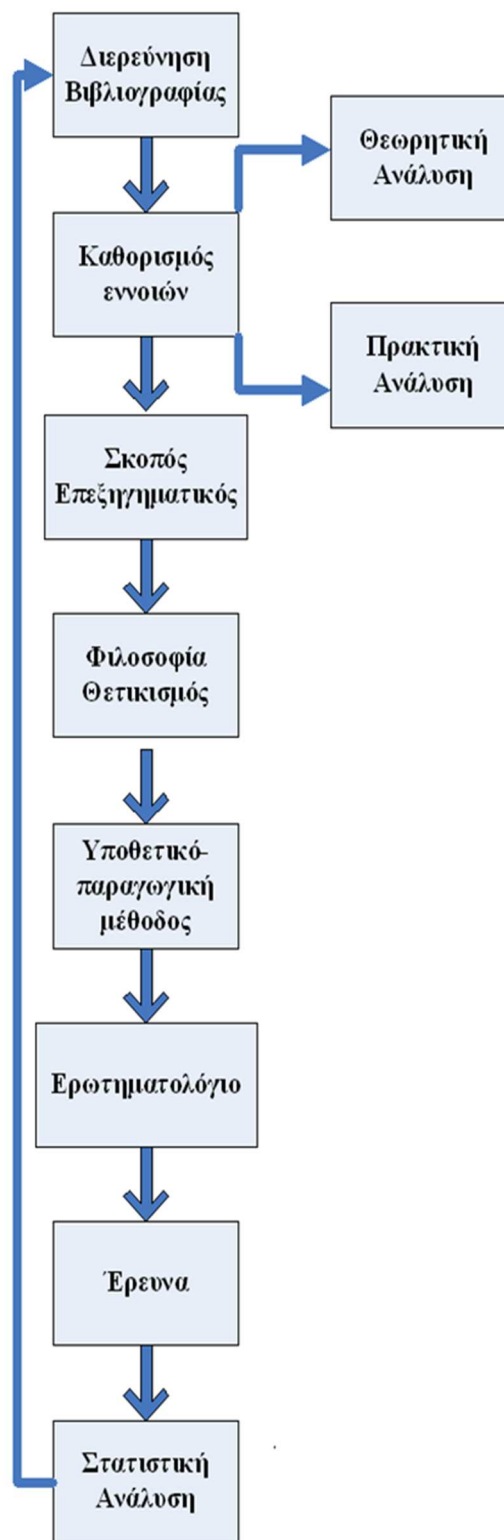 Διερεύνηση
Βιβλιογραφίας
Θεωρητική
Ανάλυση
Καθορισμός
εννοιών
Πρακτική
Ανάλυση
Σκοπός
Επεξηγηματικός
Φιλοσοφία
Θετικισμός
Υποθετικό-
παραγωγική
μέθοδος
Ερωτηματολόγιο
Έρευνα
Στατιστική
Ανάλυση